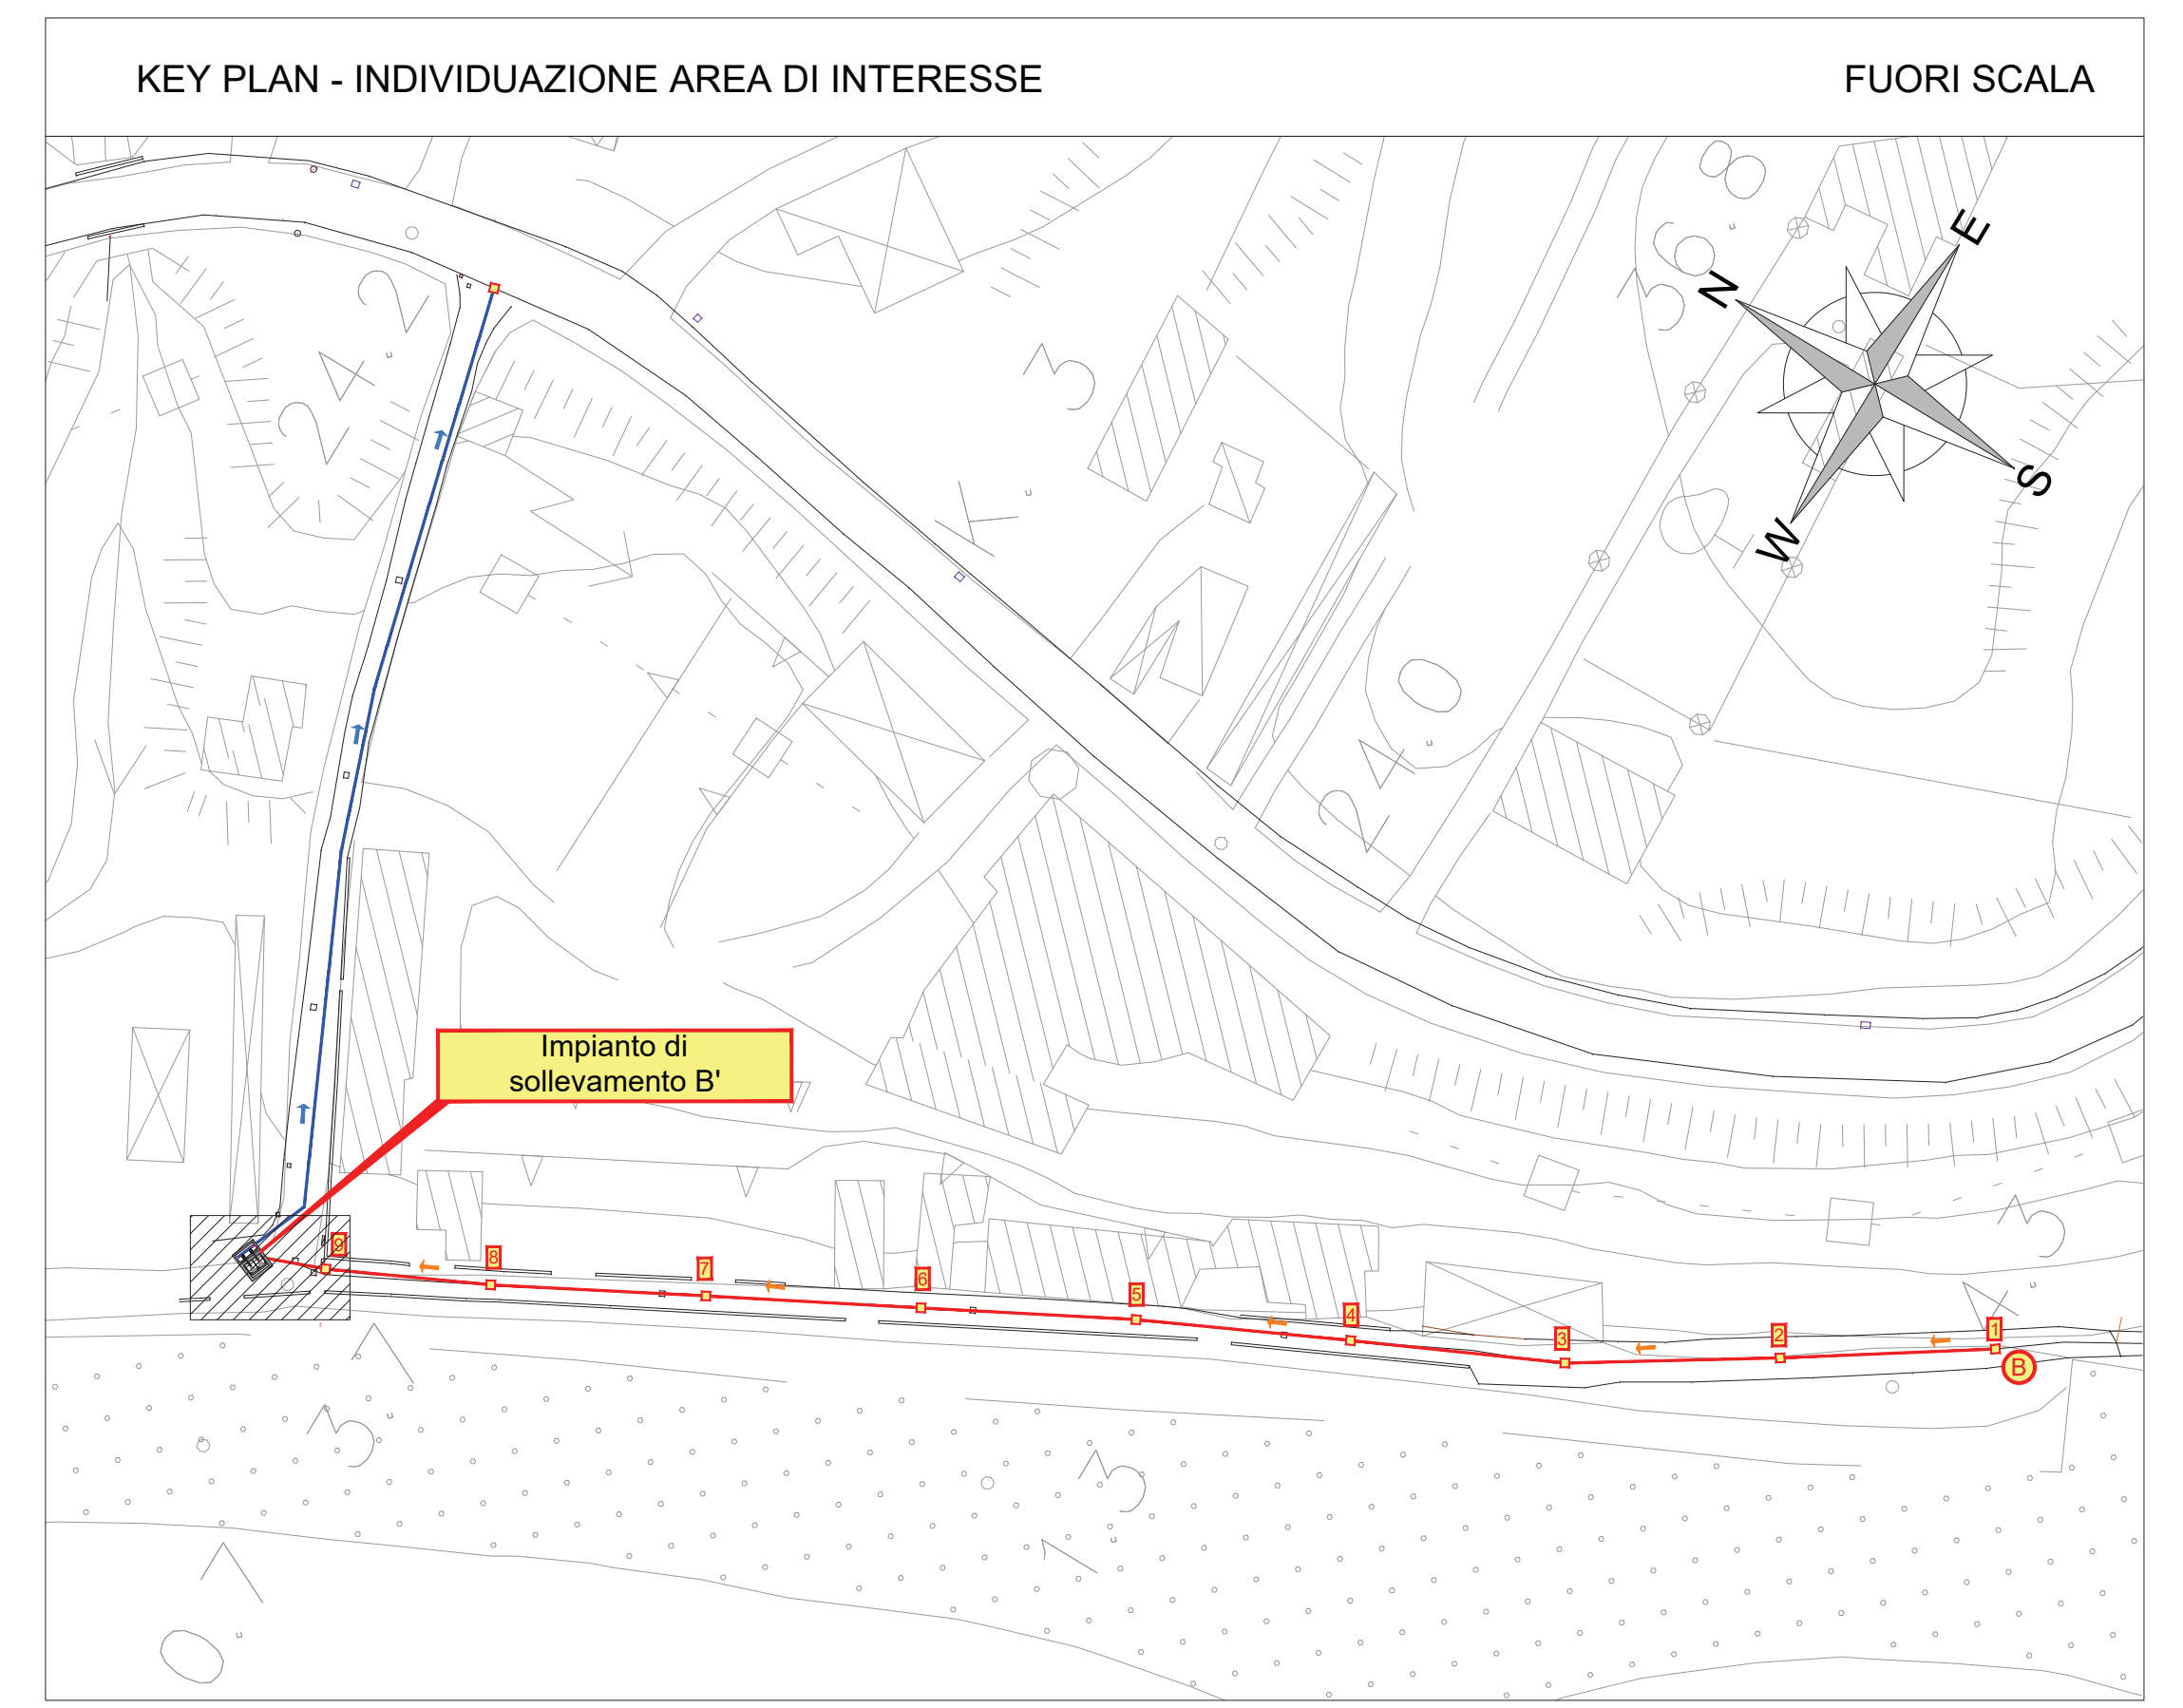 KEY PLAN - INDIVIDUAZIONE AREA DI INTERESSE
FUORI SCALA
E
N
S
W
Impianto di
sollevamento B'
9
8
7
6
5
4
3
2
1
B